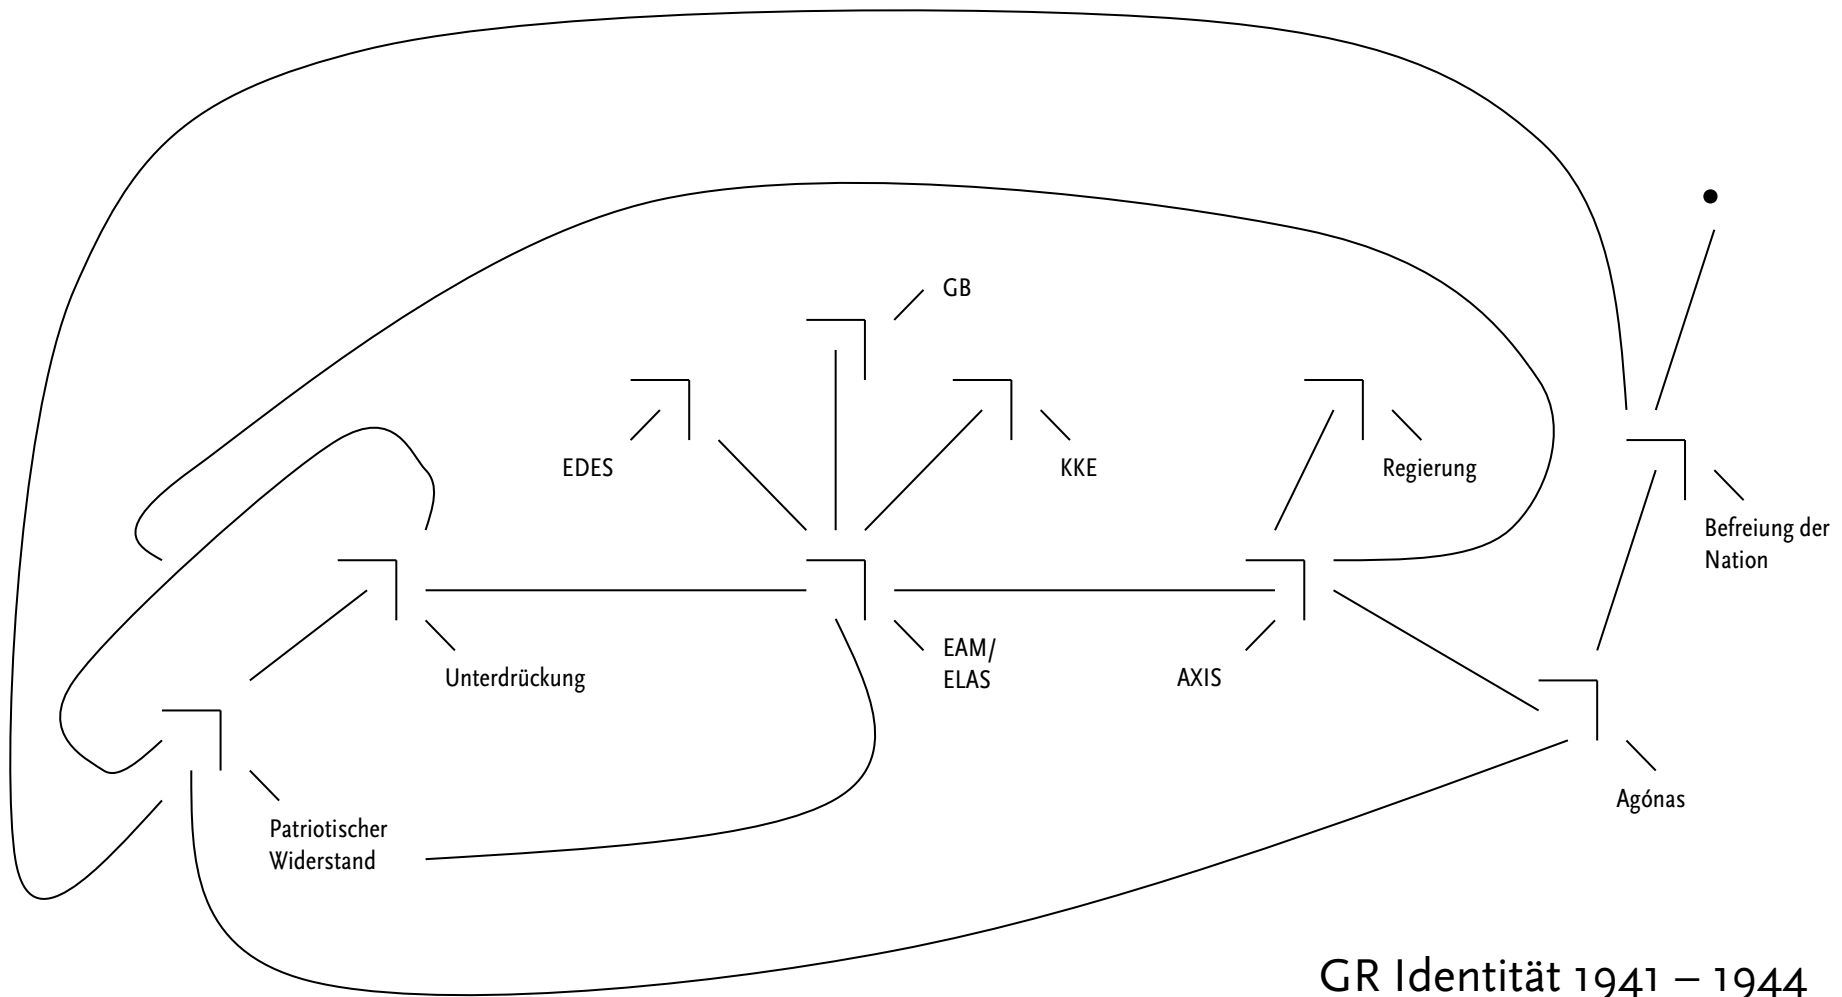 GB
EDES
KKE
Regierung
Befreiung der
Nation
Unterdrückung
EAM/
ELAS
AXIS
Agónas
Patriotischer
Widerstand
GR Identität 1941 – 1944